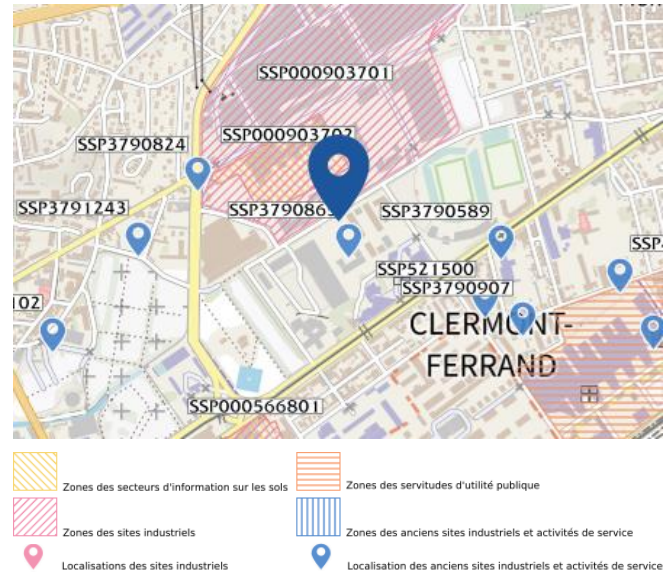 SSP000903701
SSP3790824
SSP3791243
SSP3790589
SSP521500
SSP3790907
102
CLERMONT-
FERRAND
SSP000566801
Zones des secteurs d'information sur les sols
Zones des servitudes d'utilité publique
Zones des sites industriels
Zones des anciens sites industriels et activités de service
Localisations des sites industriels
Localisation des anciens sites industriels et activités de service